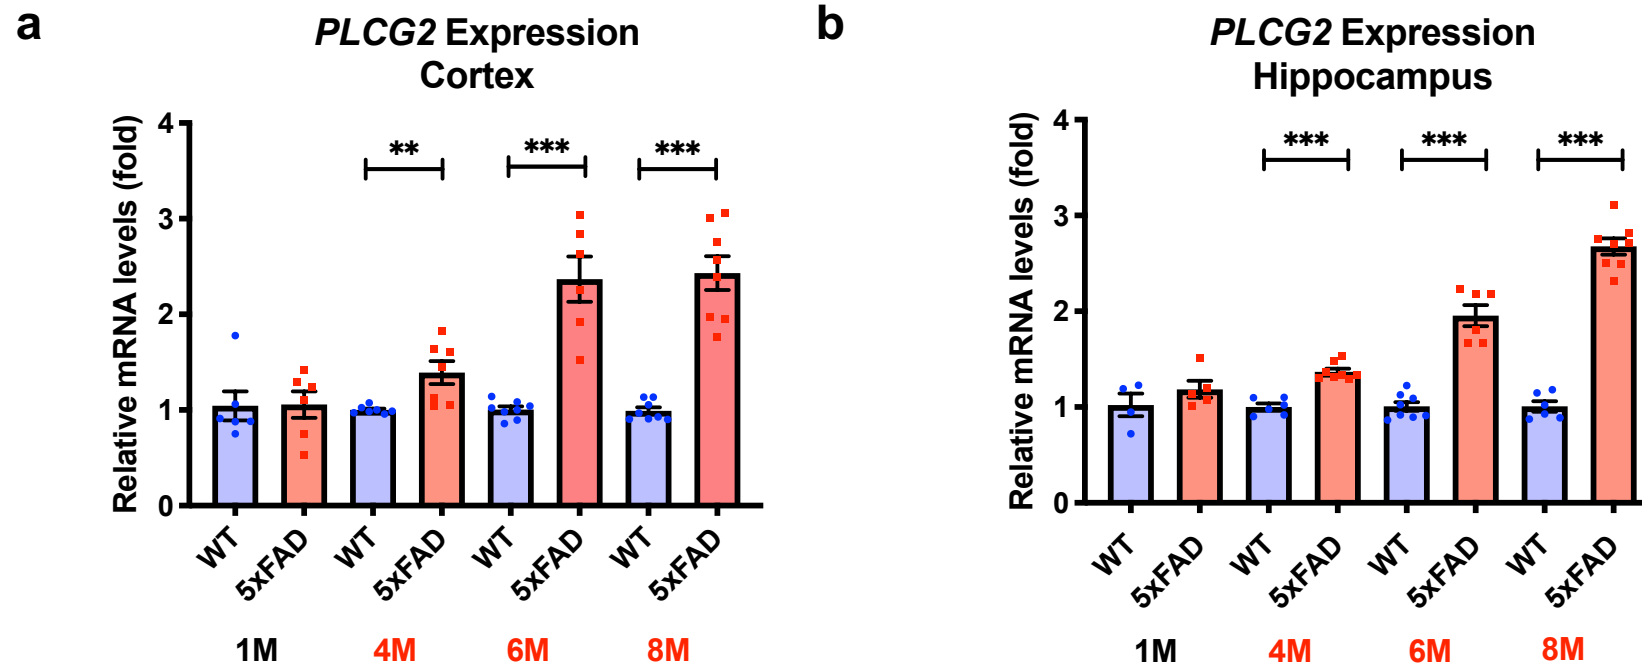 a
PLCG2 Expression
Cortex
Relative mRNA levels (fold)
4
3
2
1
0
**
***
***
WT
5xFAD
WT
5xFAD
WT
5xFAD
WT
5xFAD
1M
4M
6M
8M
b
PLCG2 Expression
Hippocampus
Relative mRNA levels (fold)
4
3
2
1
0
***
***
***
WT
5xFAD
WT
5xFAD
WT
5xFAD
WT
5xFAD
1M
4M
6M
8M